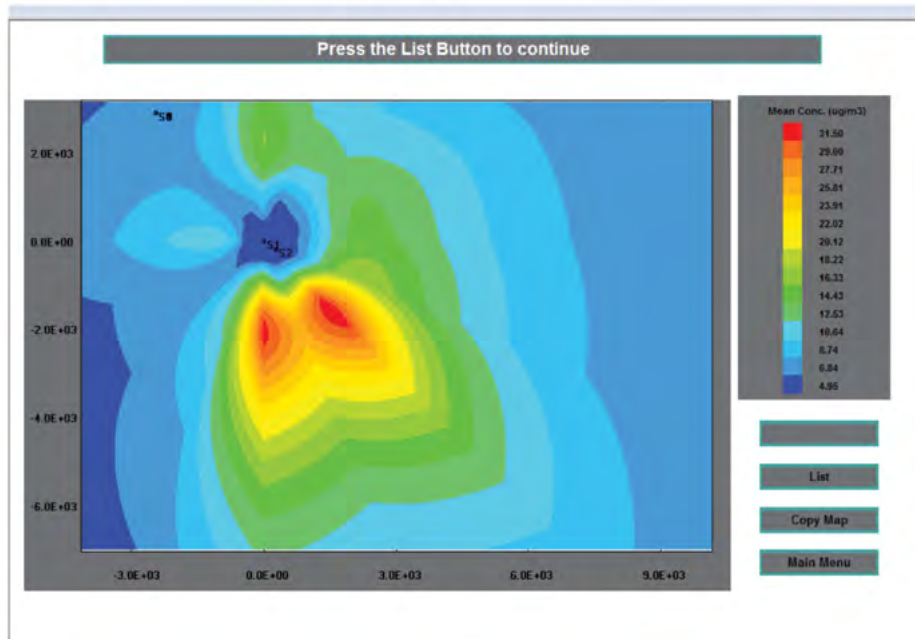 Press the List Button to continue
Mean Conc. (ug/m3)
31.50
29.60
27.71
25.81
23.91
22.02
20.12
18.22
16.33
14.43
12.53
10.64
8.74
6.84
4.95
2.0E+03
0.0E+00
-2.0E+03
-4.0E+03
-6.0E+03
S1
S2
-3.0E+03
0.0E+00
3.0E+03
6.0E+03
9.0E+03
List
Copy Map
Main Menu